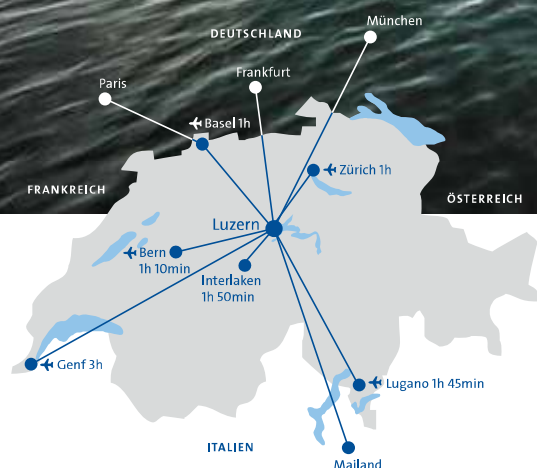 München
DEUTSCHLAND
Frankfurt
Paris
Basel 1h
Zürich 1h
FRANKREICH
ÖSTERREICH
Luzern
Bern
1h 10min
Interlaken
1h 50min
Genf 3h
Lugano 1h 45min
ITALIEN
Mailand